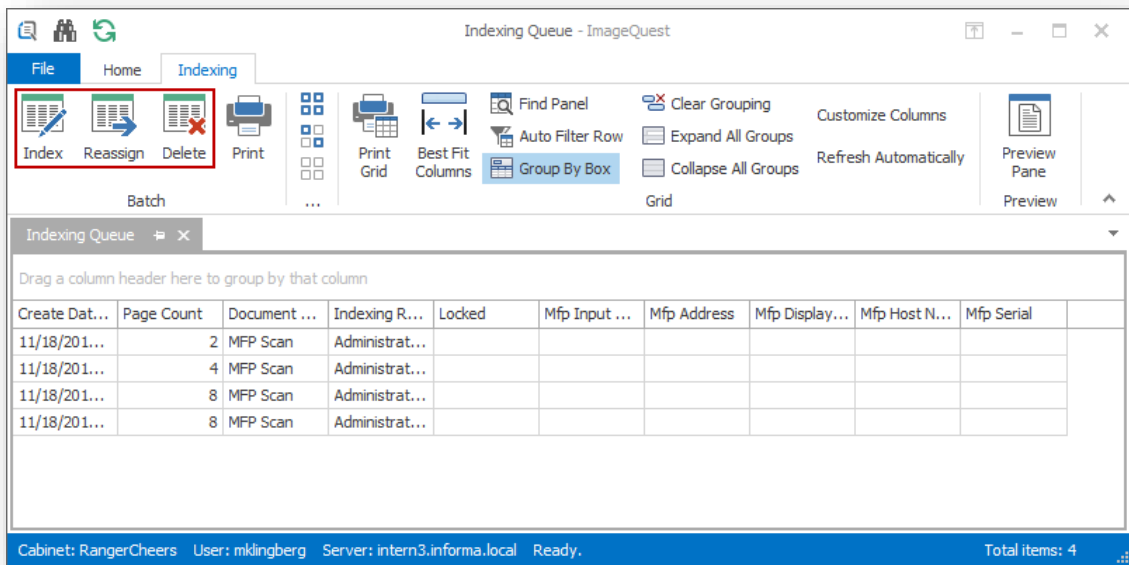 Indexing Queue - ImageQuest
File Home Indexing
Index Reassign Delete Print
Print Grid
Best Fit Columns
Find Panel
Auto Filter Row
Group By Box
Clear Grouping
Expand All Groups
Collapse All Groups
Customize Columns
Refresh Automatically
Preview Pane
Batch ... Grid Preview
Indexing Queue
Drag a column header here to group by that column
Create Dat... Page Count Document ... Indexing R... Locked Mfp Input ... Mfp Address Mfp Display... Mfp Host N... Mfp Serial
11/18/201... 2 MFP Scan Administrat...
11/18/201... 4 MFP Scan Administrat...
11/18/201... 8 MFP Scan Administrat...
11/18/201... 8 MFP Scan Administrat...
Cabinet: RangerCheers User: mklingberg Server: intern3.informa.local Ready. Total items: 4